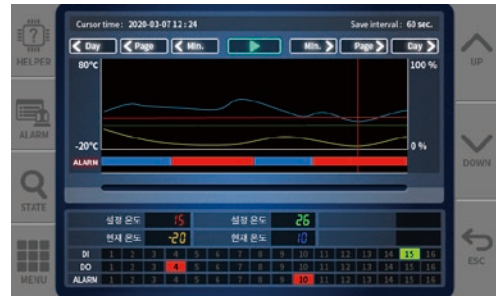 Cursor time: 2020-03-07 12:24 Save interval: 60 sec.
Day Page Min. Min. Page Day
HELPER
UP
80°C 100 %
ALARM
-20°C 0 %
DOWN
ALARM
STATE
설정 온도 15 설정 온도 26
현재 온도 -20 현재 온도 10
ESC
DI 1 2 3 4 5 6 7 8 9 10 11 12 13 14 15 16
DO 1 2 3 4 5 6 7 8 9 10 11 12 13 14 15 16
MENU
ALARM 1 2 3 4 5 6 7 8 9 10 11 12 13 14 15 16